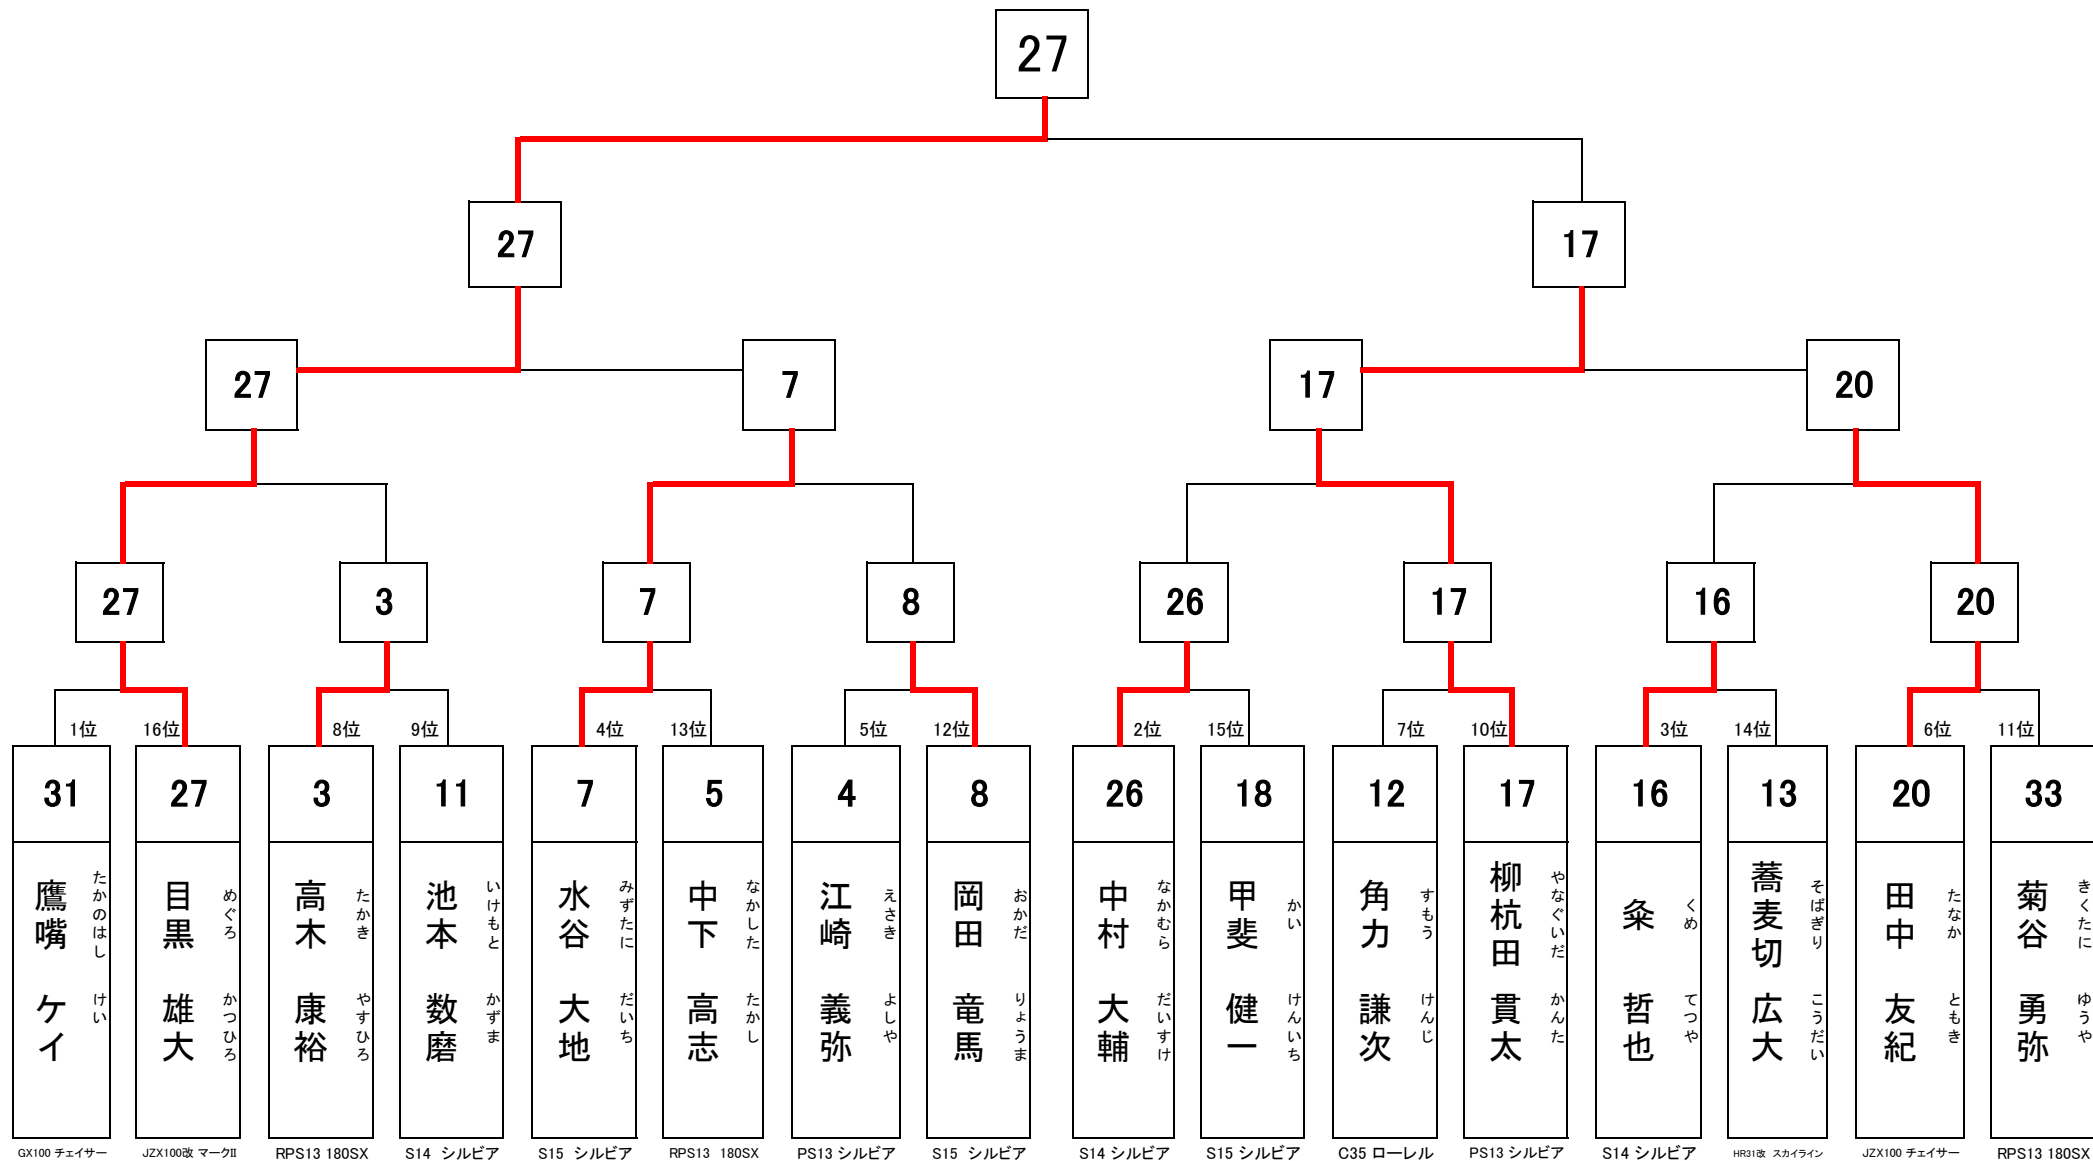 27
27
17
27
7
17
20
27
3
7
8
26
17
16
20
1位
16位
8位
9位
4位
13位
5位
12位
2位
15位
7位
10位
3位
14位
6位
11位
31
27
3
11
7
5
4
8
26
18
12
17
16
13
20
33
鷹嘴 ケイ
たかのはし けい
目黒 雄大
めぐろ かつひろ
高木 康裕
たかき やすひろ
池本 数磨
いけもと かずま
水谷 大地
みずたに だいち
中下 高志
なかした たかし
江崎 義弥
えさき よしや
岡田 竜馬
おかだ りょうま
中村 大輔
なかむら だいすけ
甲斐 健一
かい けんいち
角力 謙次
すもう けんじ
柳杭田 貫太
やなぐいだ かんた
粂 哲也
くめ てつや
蕎麦切 広大
そばぎり こうだい
田中 友紀
たなか ともき
菊谷 勇弥
きくたに ゆうや
GX100 チェイサー
JZX100改 マークII
RPS13 180SX
S14 シルビア
S15 シルビア
RPS13 180SX
PS13 シルビア
S15 シルビア
S14 シルビア
S15 シルビア
C35 ローレル
PS13 シルビア
S14 シルビア
HR31改 スカイライン
JZX100 チェイサー
RPS13 180SX